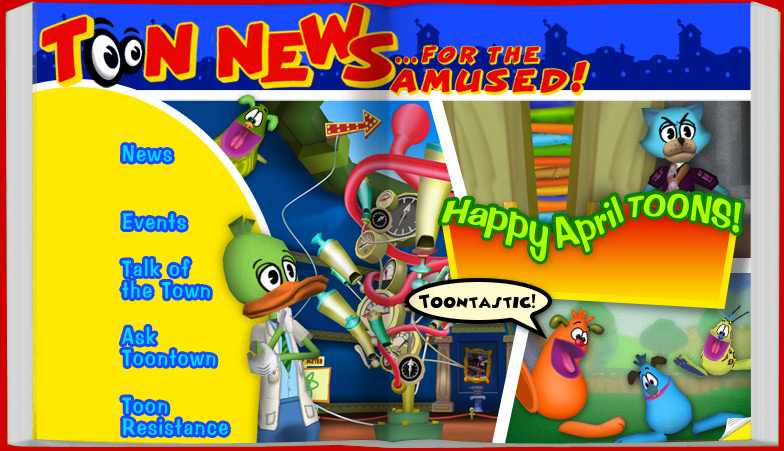 TOON NEWS
...FOR THE
AMUSED!
News
Events
Talk of
the Town
Ask
Toontown
Toon
Resistance
Happy April TOONS!
TOONTASTIC!